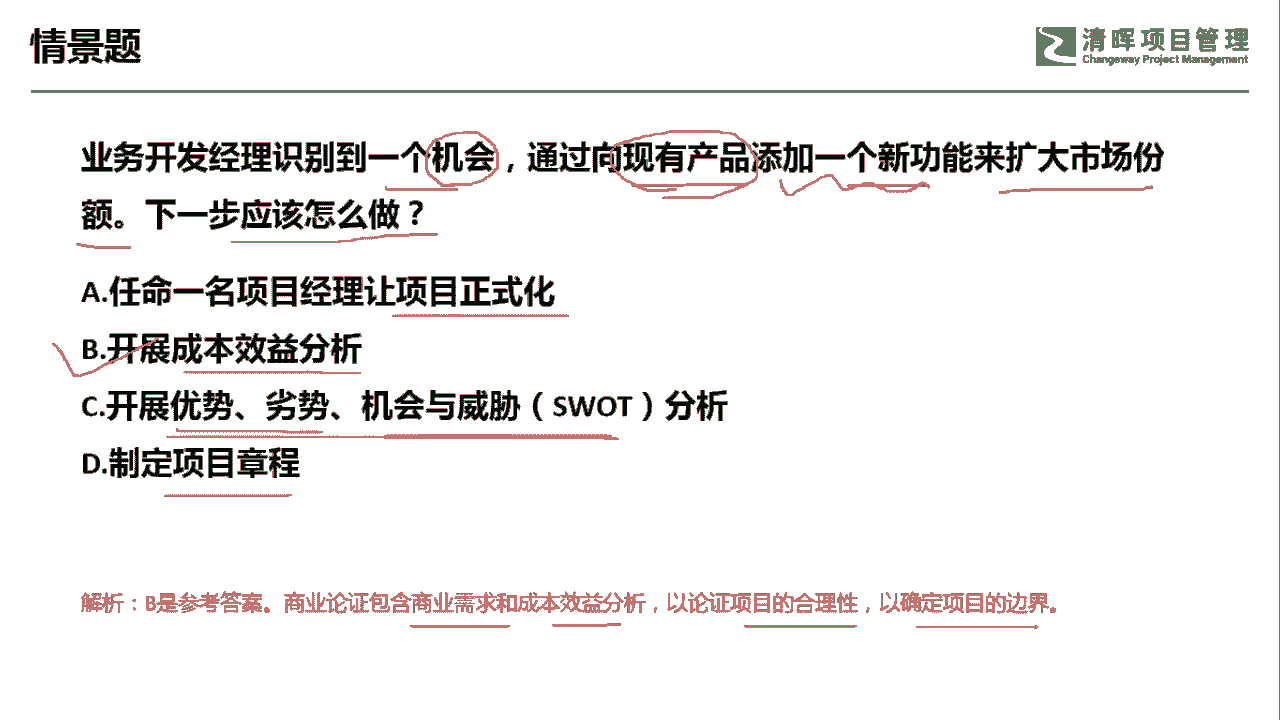 情景题
清晖项目管理
Changeway Project Management
业务开发经理识别到一个机会，通过向现有产品添加一个新功能来扩大市场份
额。下一步应该怎么做？
A.任命一名项目经理让项目正式化
B.开展成本效益分析
C.开展优势、劣势、机会与威胁（SWOT）分析
D.制定项目章程
解析：B是参考答案。商业论证包含商业需求和成本效益分析，以论证项目的合理性，以确定项目的边界。